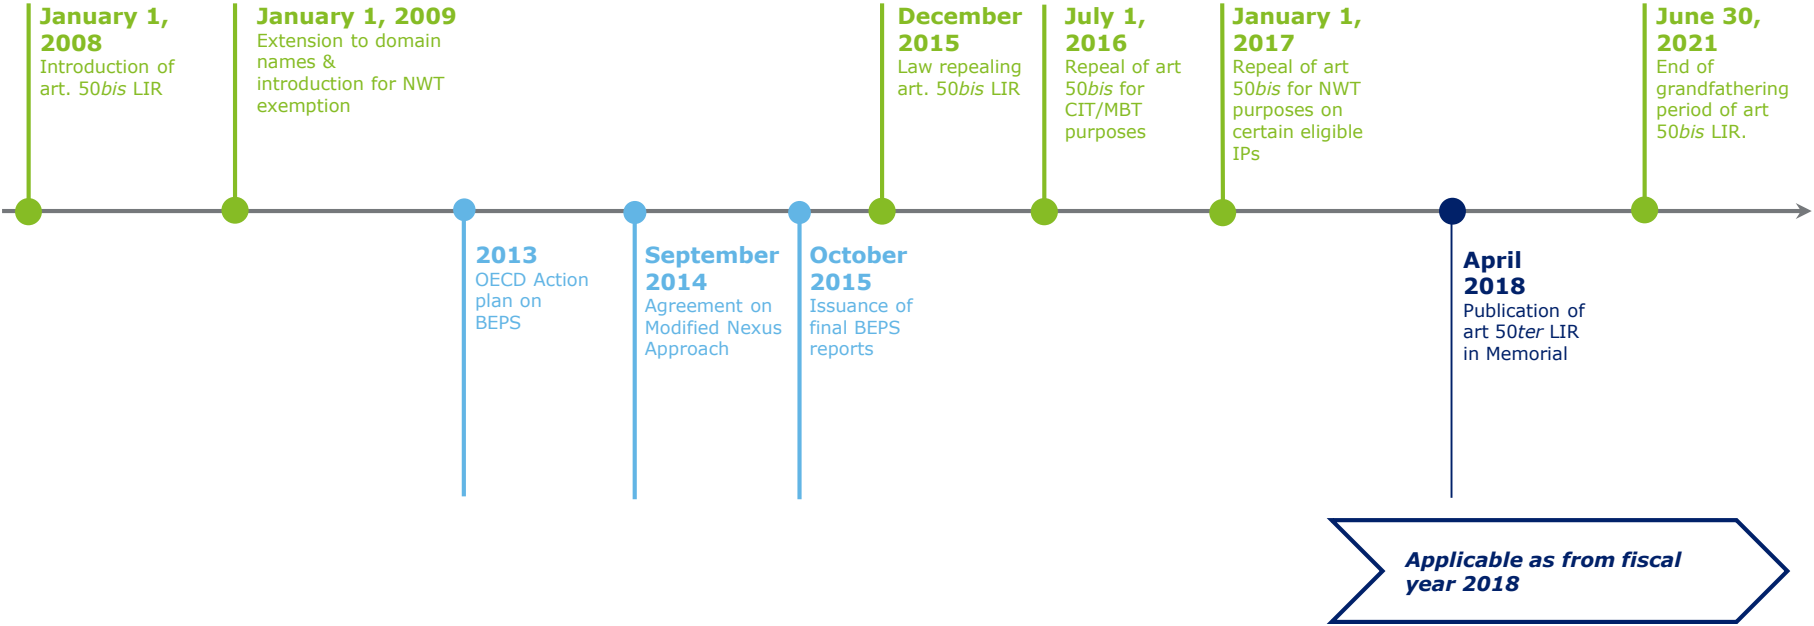 January 1,
2008
Introduction of
art. 50bis LIR
January 1, 2009
Extension to domain
names &
introduction for NWT
exemption
December
2015
Law repealing
art. 50bis LIR
July 1,
2016
Repeal of art
50bis for
CIT/MBT
purposes
January 1,
2017
Repeal of art
50bis for NWT
purposes on
certain eligible
IPs
June 30,
2021
End of
grandfathering
period of art
50bis LIR.
2013
OECD Action
plan on
BEPS
September
2014
Agreement on
Modified Nexus
Approach
October
2015
Issuance of
final BEPS
reports
April
2018
Publication of
art 50ter LIR
in Memorial
Applicable as from fiscal
year 2018